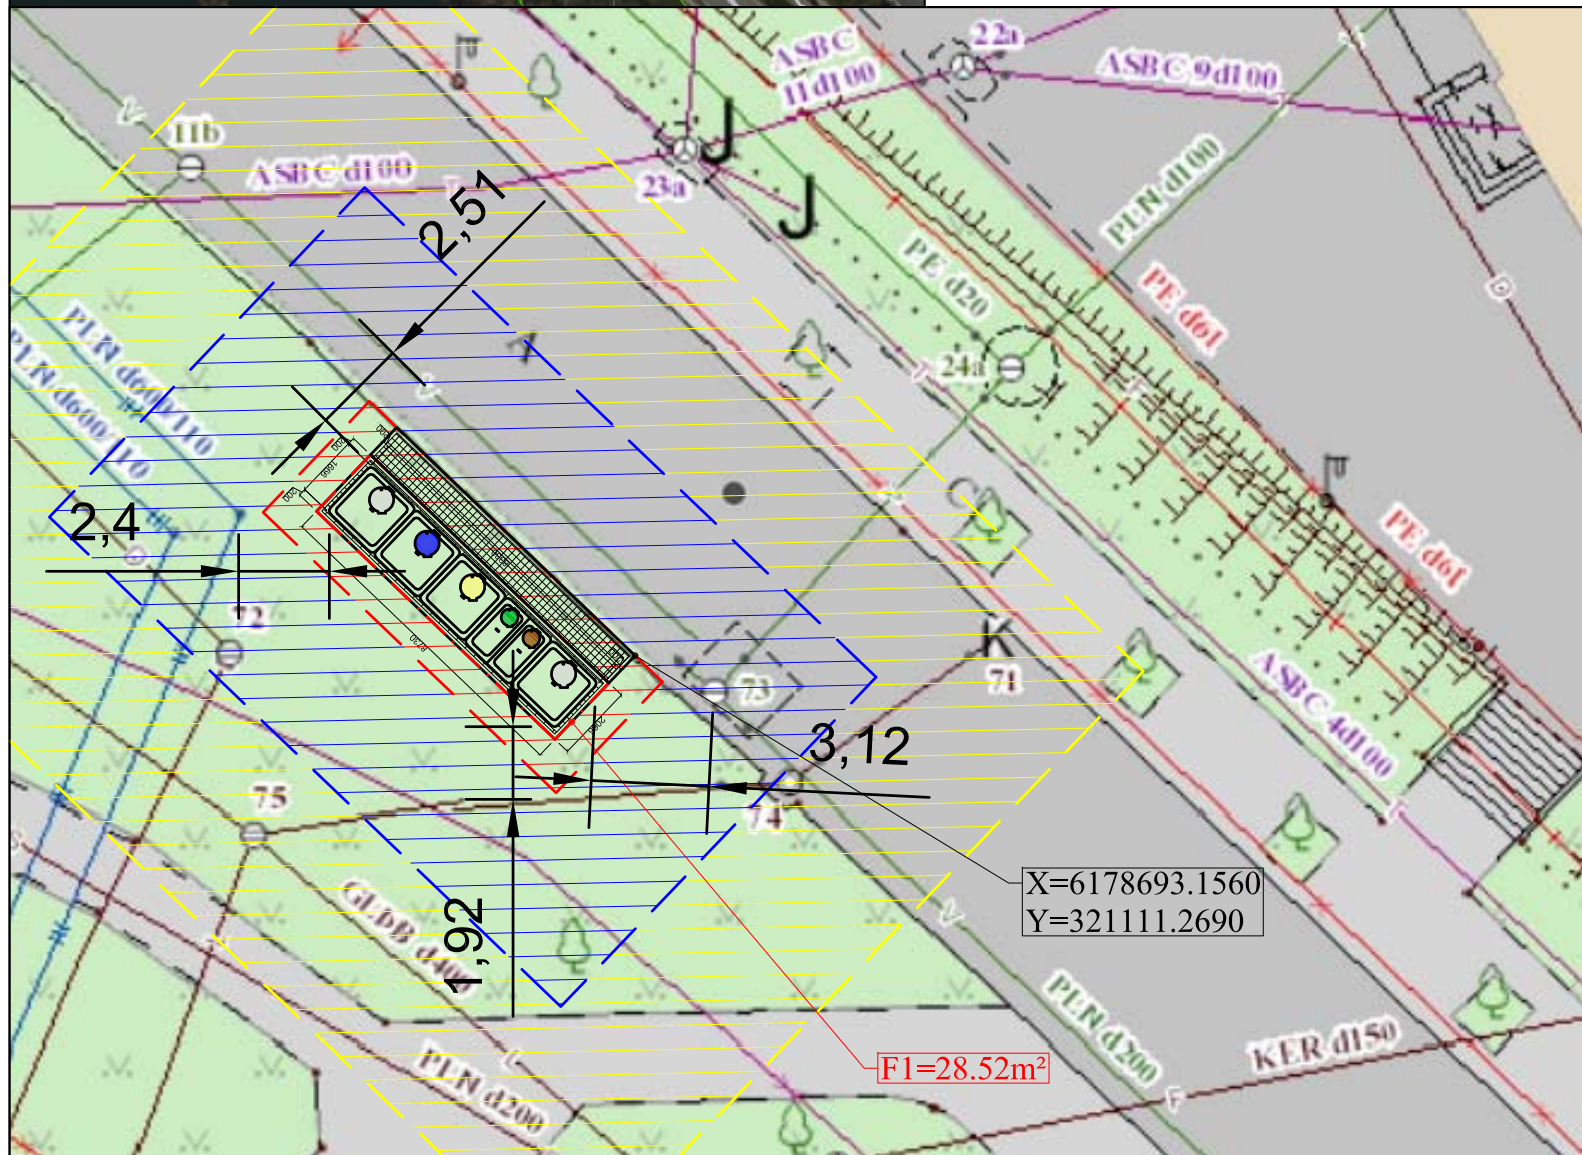 22a
ASBC
11d100
ASBC 9d100
11b
ASBC d100
23a
J
J
2,51
PLN d100
PE d20
PE d61
PLN d600/110
PLN d600/110
A
24a
2,4
PE d61
72
73
K
71
ASBC 4d100
3,12
74
75
X=6178693.1560
Y=321111.2690
GLDB d400
1,92
PLN d200
KER d150
F1=28.52m²
PLN d200